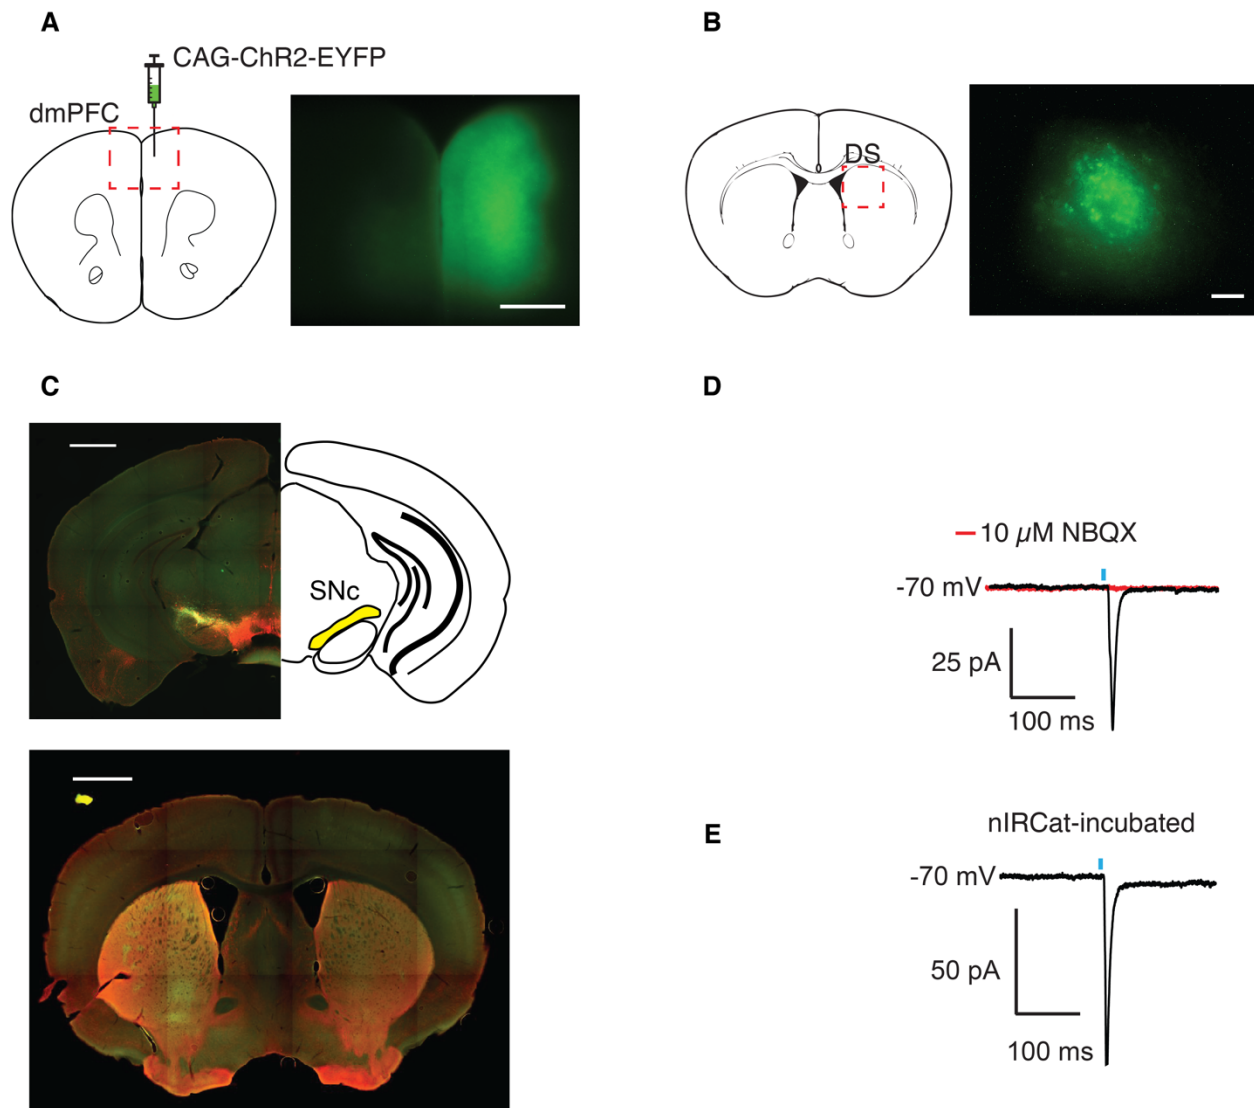 A
CAG-ChR2-EYFP
dmPFC
B
DS
C
SNc
D
10 µM NBQX
-70 mV
25 pA
100 ms
E
nIRCat-incubated
-70 mV
50 pA
100 ms